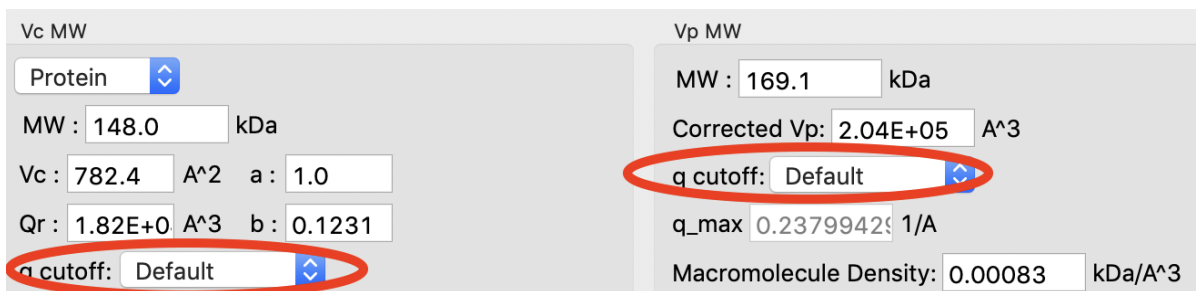 Vc MW
Protein
MW : 148.0 kDa
Vc : 782.4 A^2 a : 1.0
Qr : 1.82E+0 A^3 b : 0.1231
q cutoff: Default
Vp MW
MW : 169.1 kDa
Corrected Vp: 2.04E+05 A^3
q cutoff: Default
q_max 0.23799429 1/A
Macromolecule Density: 0.00083 kDa/A^3